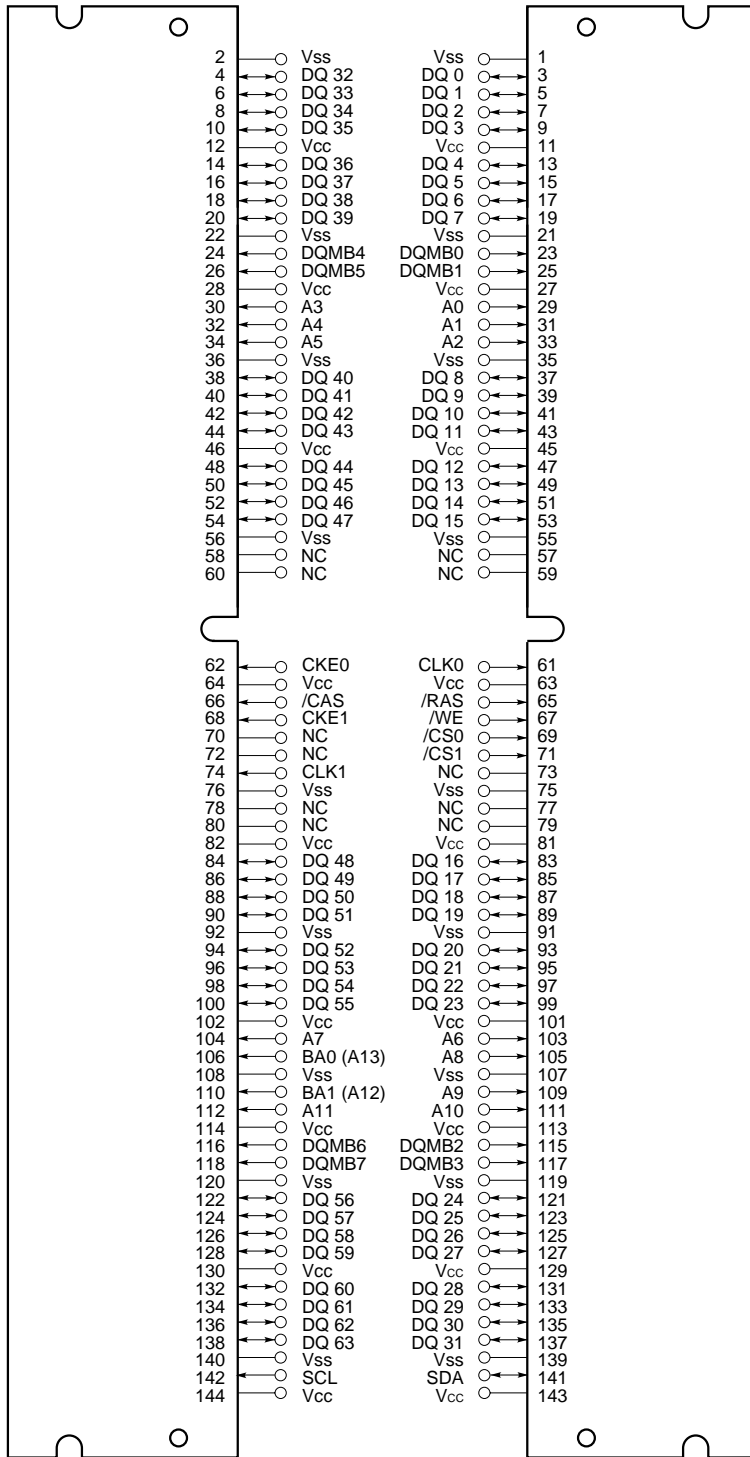 2 Vss Vss 1
4 DQ 32 DQ 0 3
6 DQ 33 DQ 1 5
8 DQ 34 DQ 2 7
10 DQ 35 DQ 3 9
12 Vcc Vcc 11
14 DQ 36 DQ 4 13
16 DQ 37 DQ 5 15
18 DQ 38 DQ 6 17
20 DQ 39 DQ 7 19
22 Vss Vss 21
24 DQMB4 DQMB0 23
26 DQMB5 DQMB1 25
28 Vcc Vcc 27
30 A3 A0 29
32 A4 A1 31
34 A5 A2 33
36 Vss Vss 35
38 DQ 40 DQ 8 37
40 DQ 41 DQ 9 39
42 DQ 42 DQ 10 41
44 DQ 43 DQ 11 43
46 Vcc Vcc 45
48 DQ 44 DQ 12 47
50 DQ 45 DQ 13 49
52 DQ 46 DQ 14 51
54 DQ 47 DQ 15 53
56 Vss Vss 55
58 NC NC 57
60 NC NC 59
62 CKE0 CLK0 61
64 Vcc Vcc 63
66 /CAS /RAS 65
68 CKE1 /WE 67
70 NC /CS0 69
72 NC /CS1 71
74 CLK1 NC 73
76 Vss Vss 75
78 NC NC 77
80 NC NC 79
82 Vcc Vcc 81
84 DQ 48 DQ 16 83
86 DQ 49 DQ 17 85
88 DQ 50 DQ 18 87
90 DQ 51 DQ 19 89
92 Vss Vss 91
94 DQ 52 DQ 20 93
96 DQ 53 DQ 21 95
98 DQ 54 DQ 22 97
100 DQ 55 DQ 23 99
102 Vcc Vcc 101
104 A7 A6 103
106 BA0 (A13) A8 105
108 Vss Vss 107
110 BA1 (A12) A9 109
112 A11 A10 111
114 Vcc Vcc 113
116 DQMB6 DQMB2 115
118 DQMB7 DQMB3 117
120 Vss Vss 119
122 DQ 56 DQ 24 121
124 DQ 57 DQ 25 123
126 DQ 58 DQ 26 125
128 DQ 59 DQ 27 127
130 Vcc Vcc 129
132 DQ 60 DQ 28 131
134 DQ 61 DQ 29 133
136 DQ 62 DQ 30 135
138 DQ 63 DQ 31 137
140 Vss Vss 139
142 SCL SDA 141
144 Vcc Vcc 143